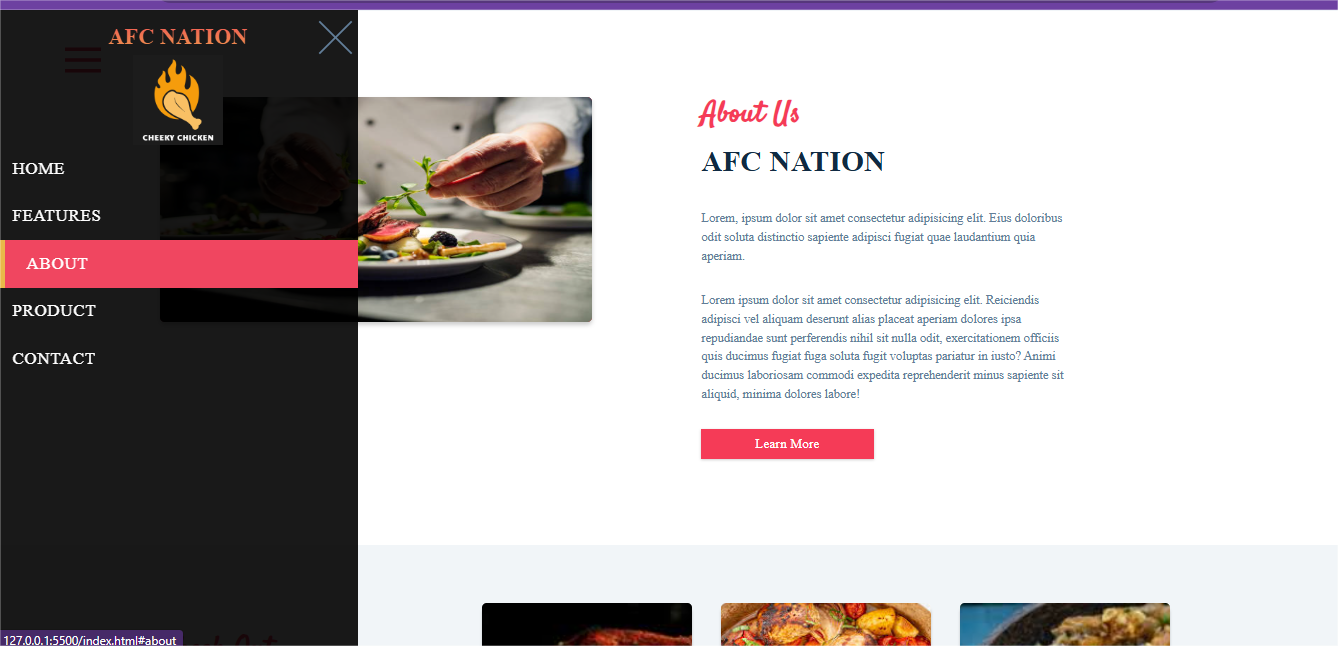 AFC NATION
CHEEKY CHICKEN
HOME
FEATURES
ABOUT
PRODUCT
CONTACT
About Us
AFC NATION
Lorem, ipsum dolor sit amet consectetur adipisicing elit. Eius doloribus
odit soluta distinctio sapiente adipisci fugiat quae laudantium quia
aperiam.
Lorem ipsum dolor sit amet consectetur adipisicing elit. Reiciendis
adipisci vel aliquam deserunt alias placeat aperiam dolores ipsa
repudiandae sunt perferendis nihil sit nulla odit, exercitationem officiis
quis ducimus fugiat fuga soluta fugit voluptas pariatur in iusto? Animi
ducimus laboriosam commodi expedita reprehenderit minus sapiente sit
aliquid, minima dolores labore!
Learn More
127.0.0.1:5500/index.html#about